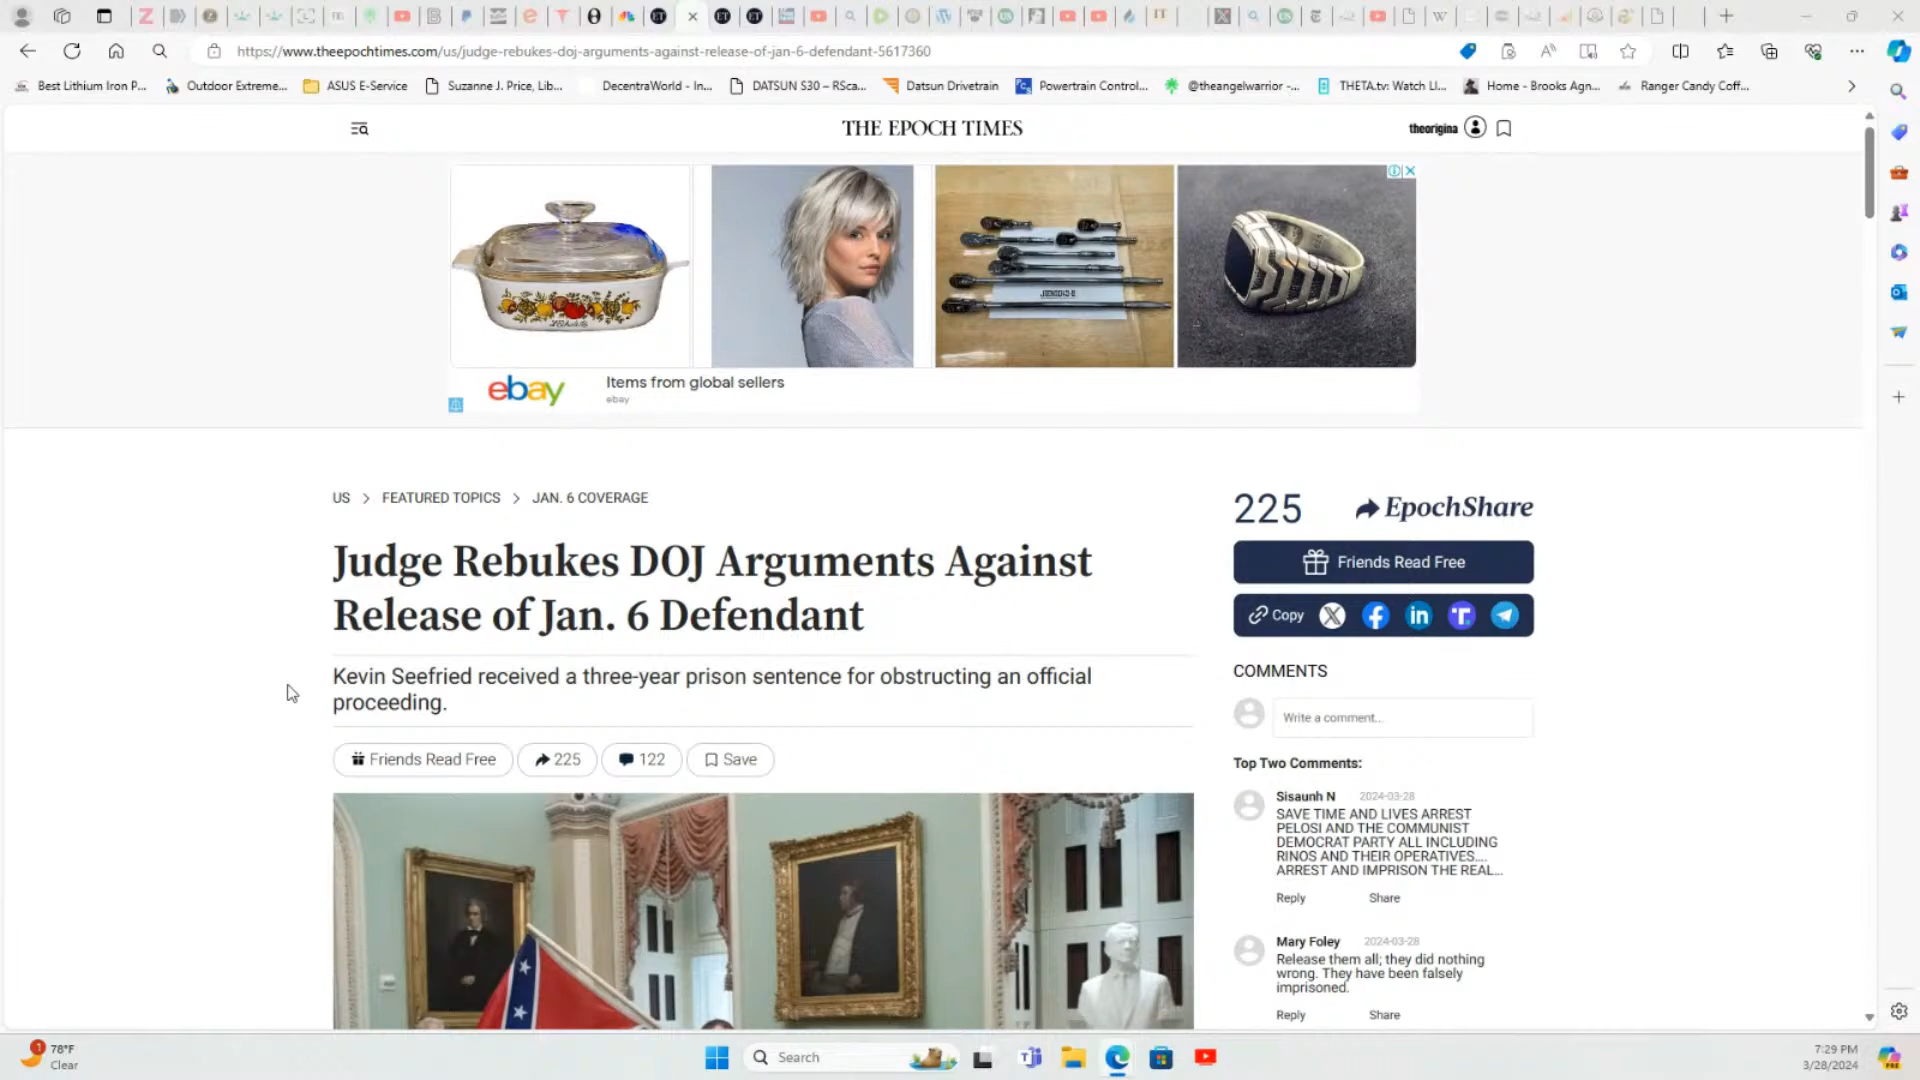 https://www.theepochtimes.com/us/judge-rebukes-doj-arguments-against-release-of-jan-6-defendant-5617360
Best Lithium Iron P...
Outdoor Extreme...
ASUS E-Service
Suzanne J. Price, Lib...
DecentraWorld – In...
DATSUN S30 – RSca...
Datsun Drivetrain
Powertrain Control...
@theangelwarrior -...
THETA.tv: Watch LI...
Home - Brooks Agn...
Ranger Candy Coff...
THE EPOCH TIMES
theorigina
ebay
Items from global sellers
ebay
US > FEATURED TOPICS > JAN. 6 COVERAGE
225
EpochShare
Judge Rebukes DOJ Arguments Against
Release of Jan. 6 Defendant
Friends Read Free
Copy
Kevin Seefried received a three-year prison sentence for obstructing an official
proceeding.
Friends Read Free
225
122
Save
COMMENTS
Write a comment...
Top Two Comments:
Sisaunh N 2024-03-28
SAVE TIME AND LIVES ARREST
PELOSI AND THE COMMUNIST
DEMOCRAT PARTY ALL INCLUDING
RINOS AND THEIR OPERATIVES....
ARREST AND IMPRISON THE REAL...
Reply Share
Mary Foley 2024-03-28
Release them all; they did nothing
wrong. They have been falsely
imprisoned.
Reply Share
1
78°F
Clear
Search
7:29 PM
3/28/2024